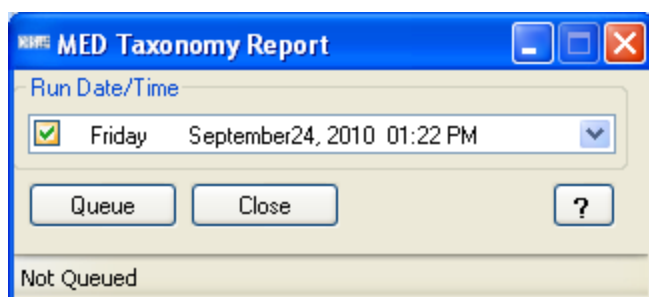 MED Taxonomy Report
Run Date/Time
Friday September24, 2010 01:22 PM
Queue Close ?
Not Queued